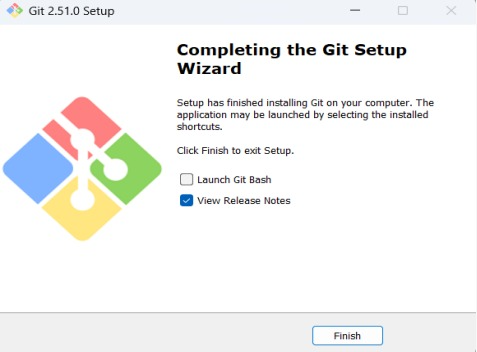 Git 2.51.0 Setup
Completing the Git Setup
Wizard
Setup has finished installing Git on your computer. The
application may be launched by selecting the installed
shortcuts.
Click Finish to exit Setup.
Launch Git Bash
View Release Notes
Finish